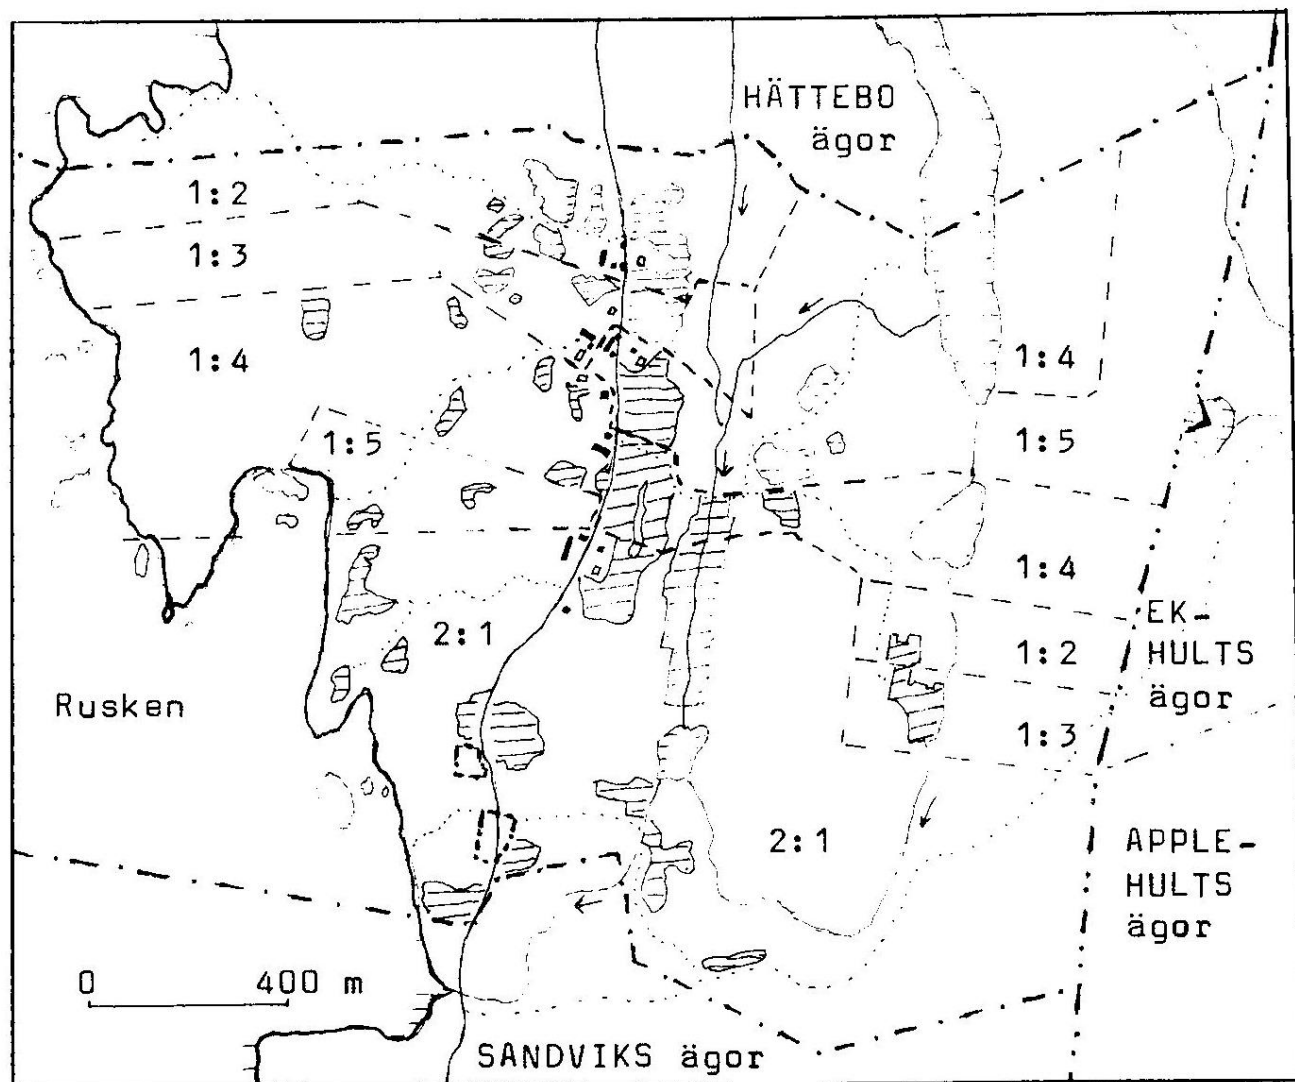 HÄTTEBO
ägor
1:2
1:3
1:4
1:4
1:5
1:5
1:4
2:1
EK-
HULTS
ägor
1:2
Rusken
1:3
2:1
APPLE-
HULTS
ägor
0 400 m
SANDVIKS ägor